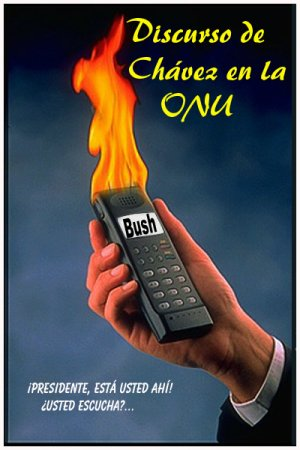 Discurso de
Chávez en la
ONU
Bush
¡PRESIDENTE, ESTÁ USTED AHÍ!
¿USTED ESCUCHA?...